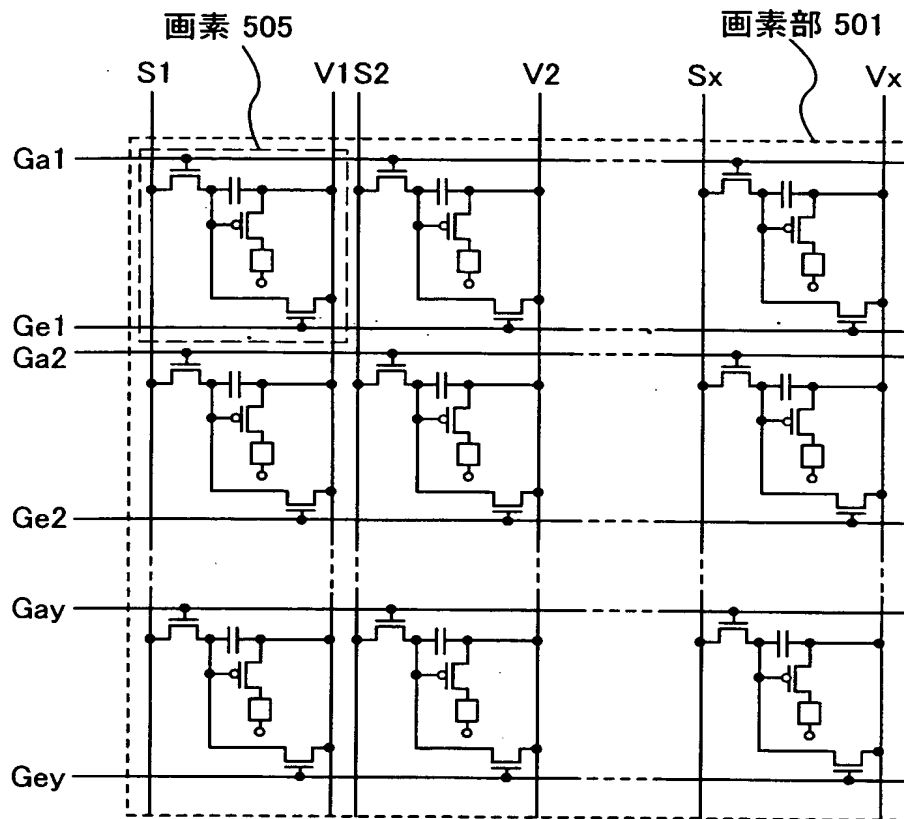 画素 505
画素部 501
S1
V1
S2
V2
Sx
Vx
Ga1
Ge1
Ga2
Ge2
Gay
Gey